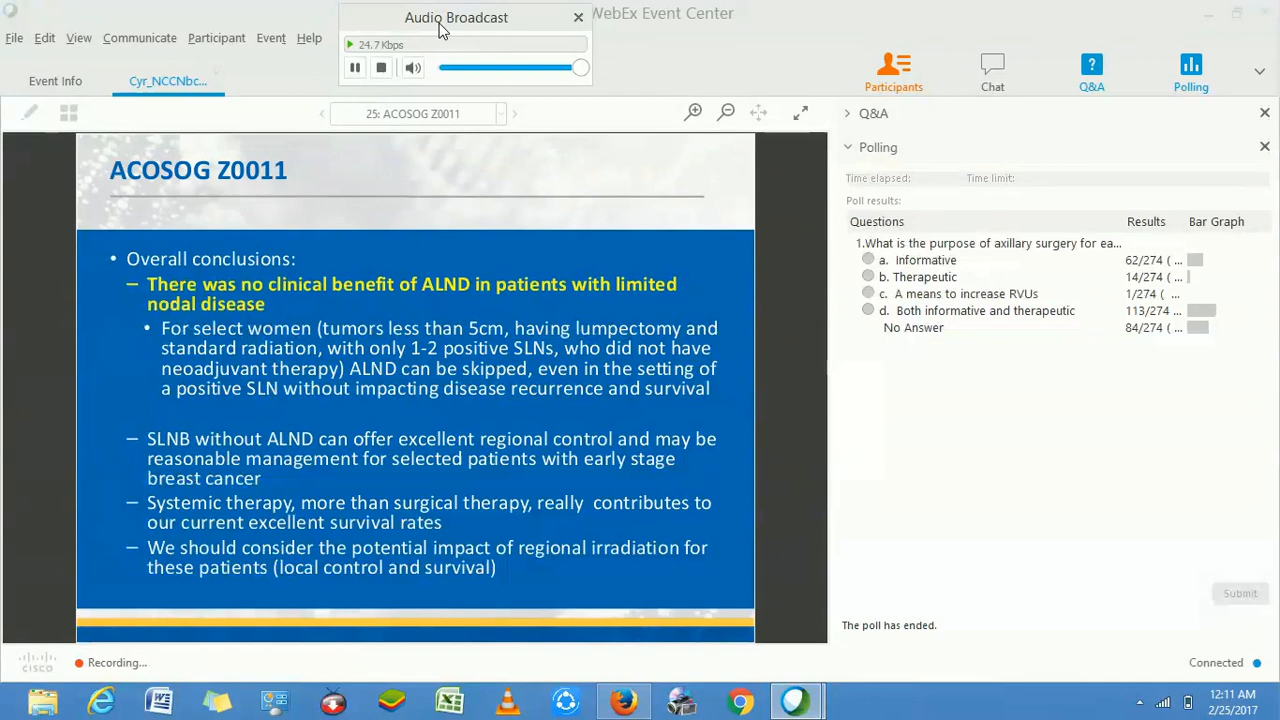 Audio Broadcast
WebEx Event Center
File Edit View Communicate Participant Event Help
24.7 Kbps
Participants Chat Q&A Polling
Event Info Cyr_NCCNbc...
25: ACOSOG Z0011
Q&A
ACOSOG Z0011
• Overall conclusions:
– There was no clinical benefit of ALND in patients with limited
nodal disease
• For select women (tumors less than 5cm, having lumpectomy and
standard radiation, with only 1-2 positive SLNs, who did not have
neoadjuvant therapy) ALND can be skipped, even in the setting of
a positive SLN without impacting disease recurrence and survival
– SLNB without ALND can offer excellent regional control and may be
reasonable management for selected patients with early stage
breast cancer
– Systemic therapy, more than surgical therapy, really contributes to
our current excellent survival rates
– We should consider the potential impact of regional irradiation for
these patients (local control and survival)
Polling
Time elapsed: Time limit:
Poll results:
Questions Results Bar Graph
1.What is the purpose of axillary surgery for ea...
a. Informative 62/274 ( ...
b. Therapeutic 14/274 ( ...
c. A means to increase RVUs 1/274 ( ...
d. Both informative and therapeutic 113/274 ...
No Answer 84/274 ( ...
Submit
The poll has ended.
cisco Recording... Connected
12:11 AM
2/25/2017